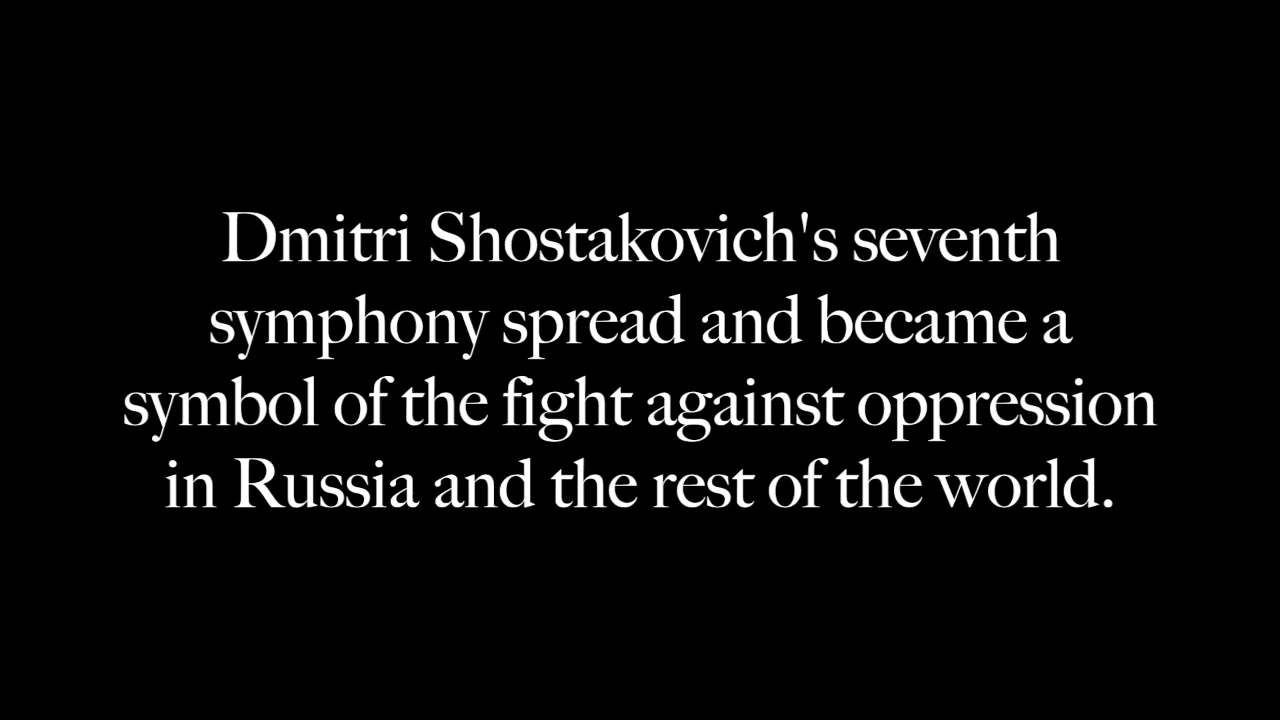 Dmitri Shostakovich's seventh
symphony spread and became a
symbol of the fight against oppression
in Russia and the rest of the world.